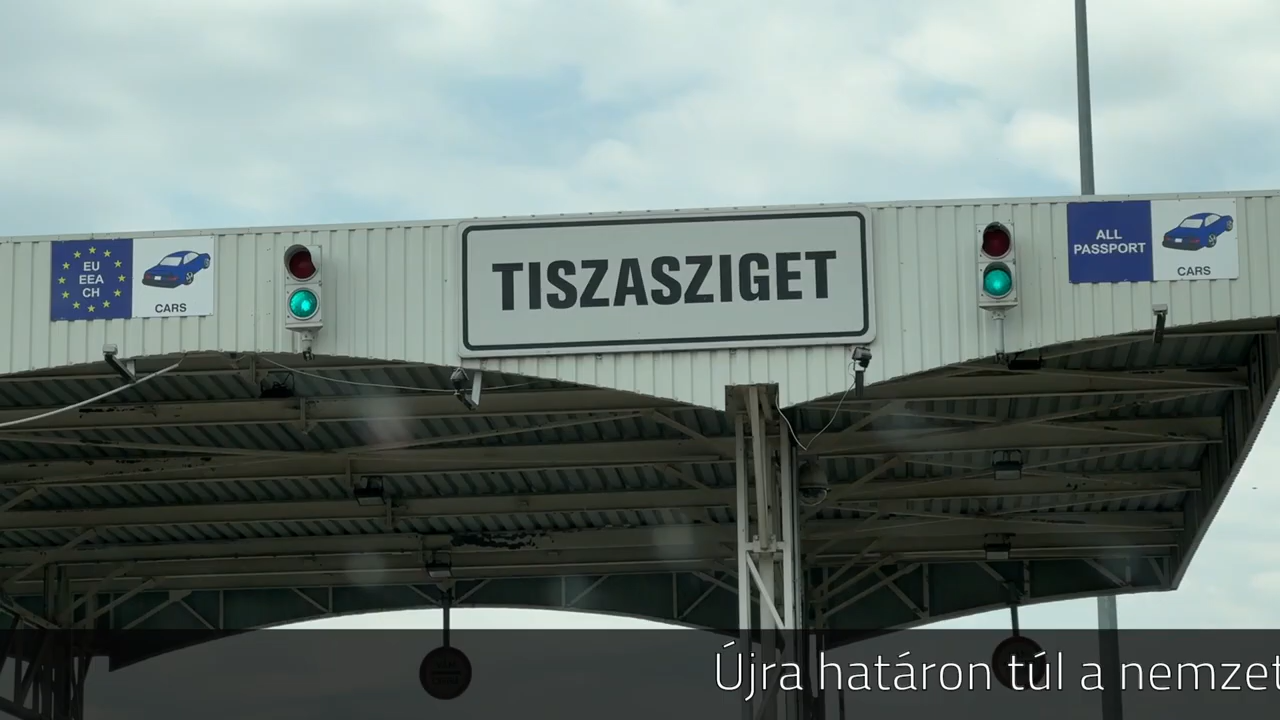 EU
EEA
CH
CARS
TISZASZIGET
ALL
PASSPORT
CARS
Újra határon túl a nemzet